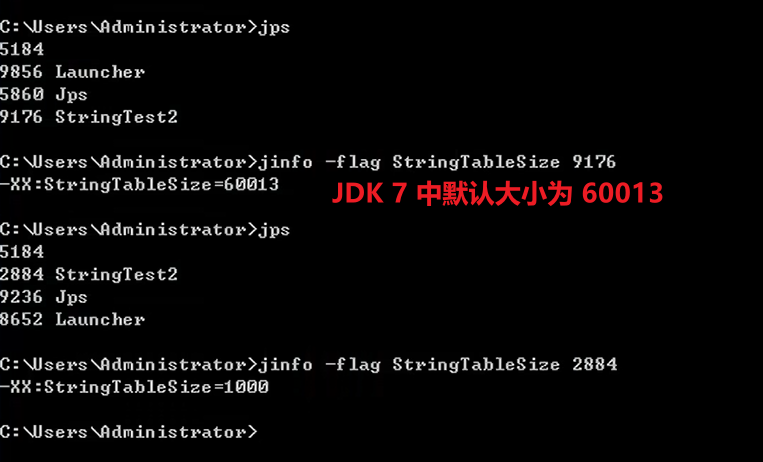 C:\Users\Administrator>jps
5184
9856 Launcher
5860 Jps
9176 StringTest2
C:\Users\Administrator>jinfo -flag StringTableSize 9176
-XX:StringTableSize=60013
JDK 7 中默认大小为 60013
C:\Users\Administrator>jps
5184
2884 StringTest2
9236 Jps
8652 Launcher
C:\Users\Administrator>jinfo -flag StringTableSize 2884
-XX:StringTableSize=1000
C:\Users\Administrator>